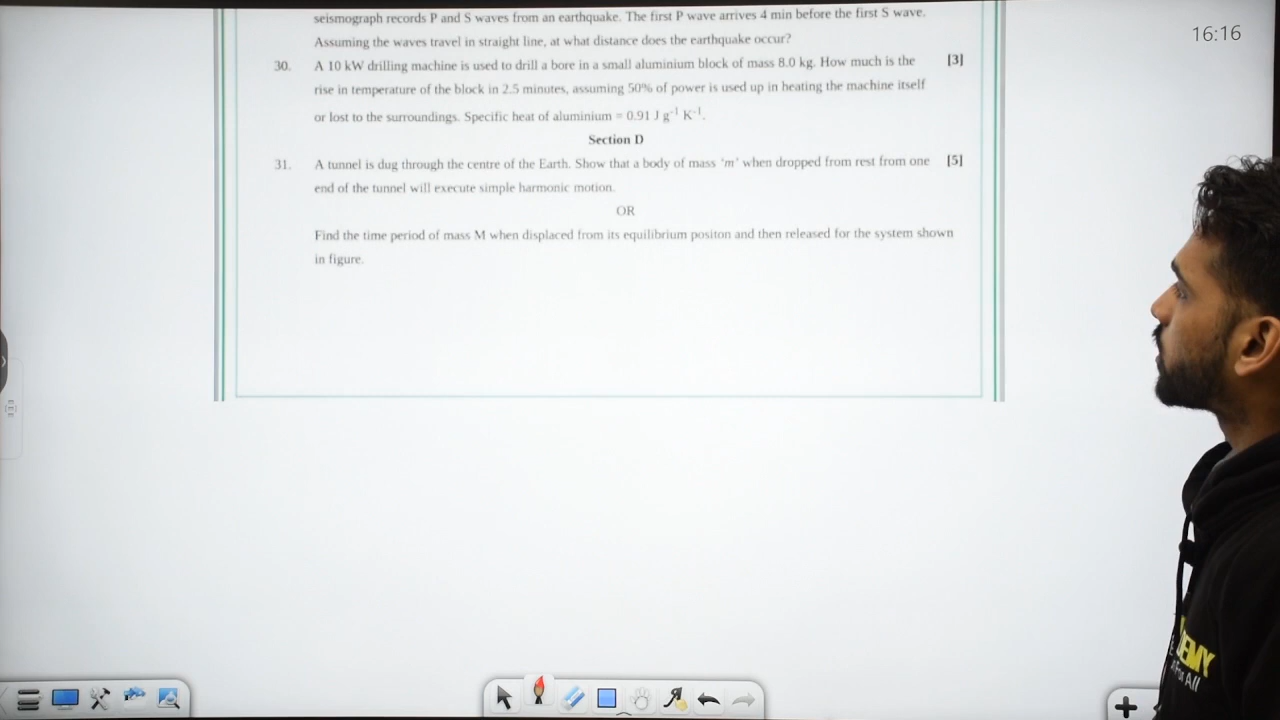 seismograph records P and S waves from an earthquake. The first P wave arrives 4 min before the first S wave.
Assuming the waves travel in straight line, at what distance does the earthquake occur?
16:16
30. A 10 kW drilling machine is used to drill a bore in a small aluminium block of mass 8.0 kg. How much is the [3]
rise in temperature of the block in 2.5 minutes, assuming 50% of power is used up in heating the machine itself
or lost to the surroundings. Specific heat of aluminium = 0.91 J g⁻¹ K⁻¹.
Section D
31. A tunnel is dug through the centre of the Earth. Show that a body of mass 'm' when dropped from rest from one [5]
end of the tunnel will execute simple harmonic motion.
OR
Find the time period of mass M when displaced from its equilibrium positon and then released for the system shown
in figure.